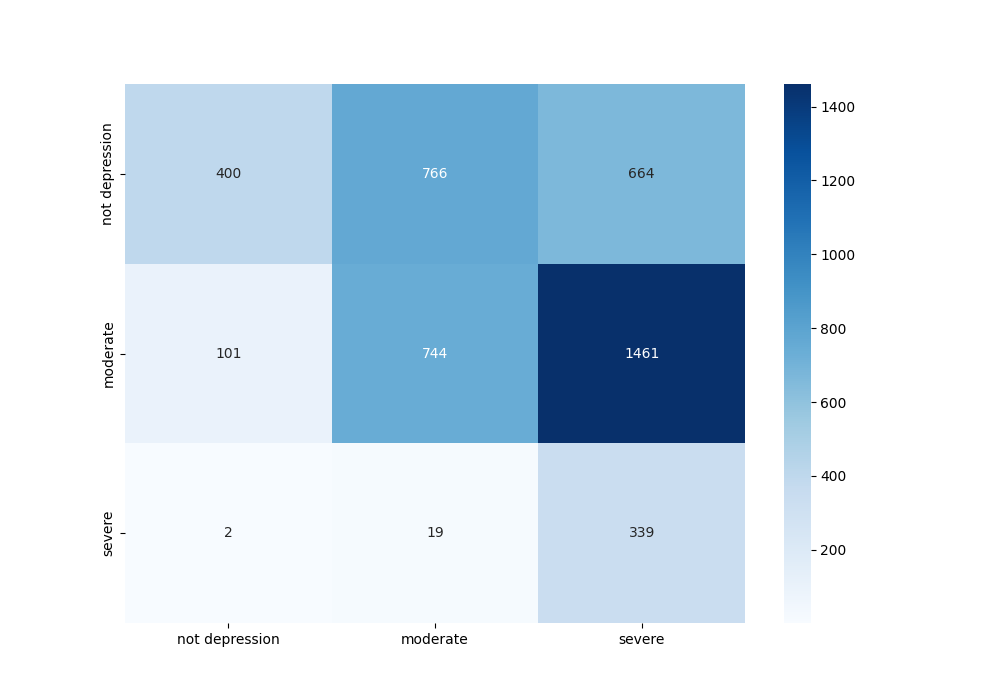 not depression
400
766
664
moderate
101
744
1461
severe
2
19
339
not depression
moderate
severe
1400
1200
1000
800
600
400
200